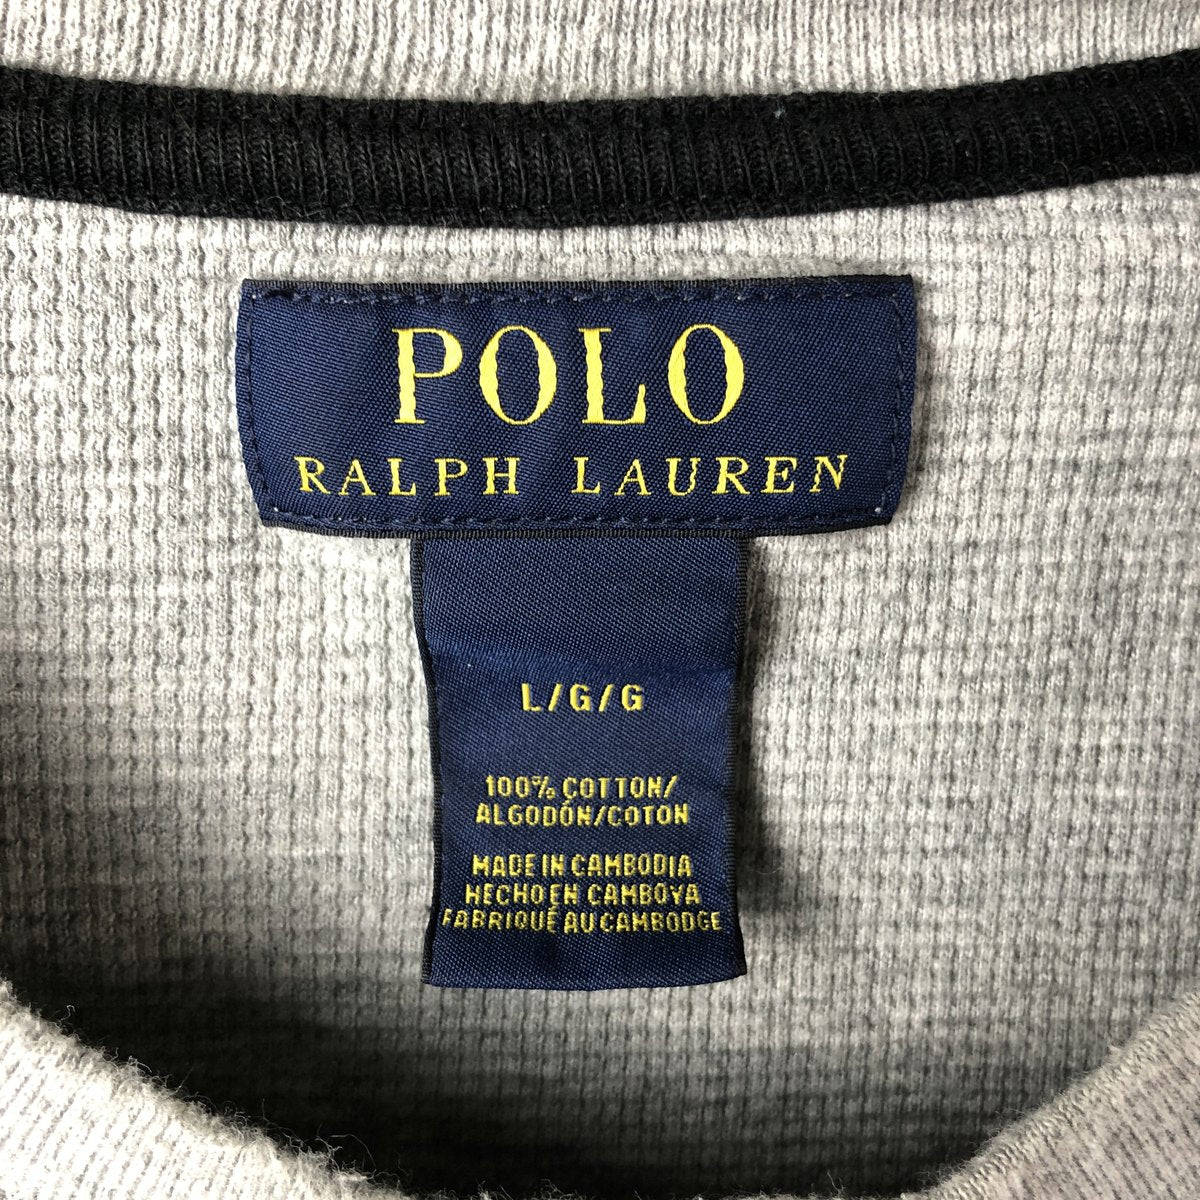 POLO
RALPH LAUREN
L/G/G
100% COTTON/
ALGODÓN/COTON
MADE IN CAMBODIA
HECHO EN CAMBOYA
FABRIQUÉ AU CAMBODGE